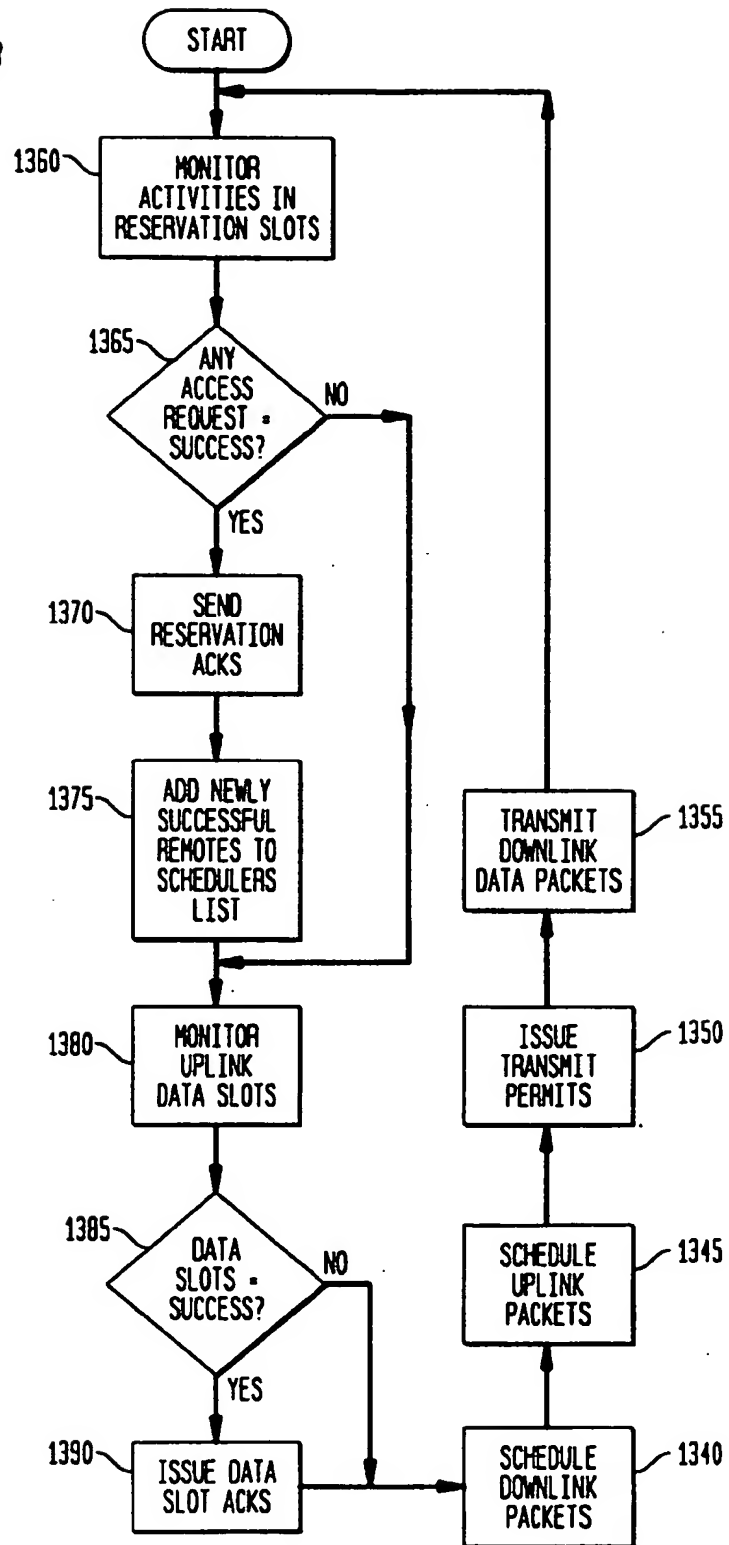 START
1360
MONITOR
ACTIVITIES IN
RESERVATION SLOTS
1365
ANY
ACCESS
REQUEST =
SUCCESS?
NO
YES
1370
SEND
RESERVATION
ACKS
1375
ADD NEWLY
SUCCESSFUL
REMOTES TO
SCHEDULERS
LIST
1380
MONITOR
UPLINK
DATA SLOTS
1385
DATA
SLOTS =
SUCCESS?
NO
YES
1390
ISSUE DATA
SLOT ACKS
TRANSMIT
DOWNLINK
DATA PACKETS
1355
ISSUE
TRANSMIT
PERMITS
1350
SCHEDULE
UPLINK
PACKETS
1345
SCHEDULE
DOWNLINK
PACKETS
1340